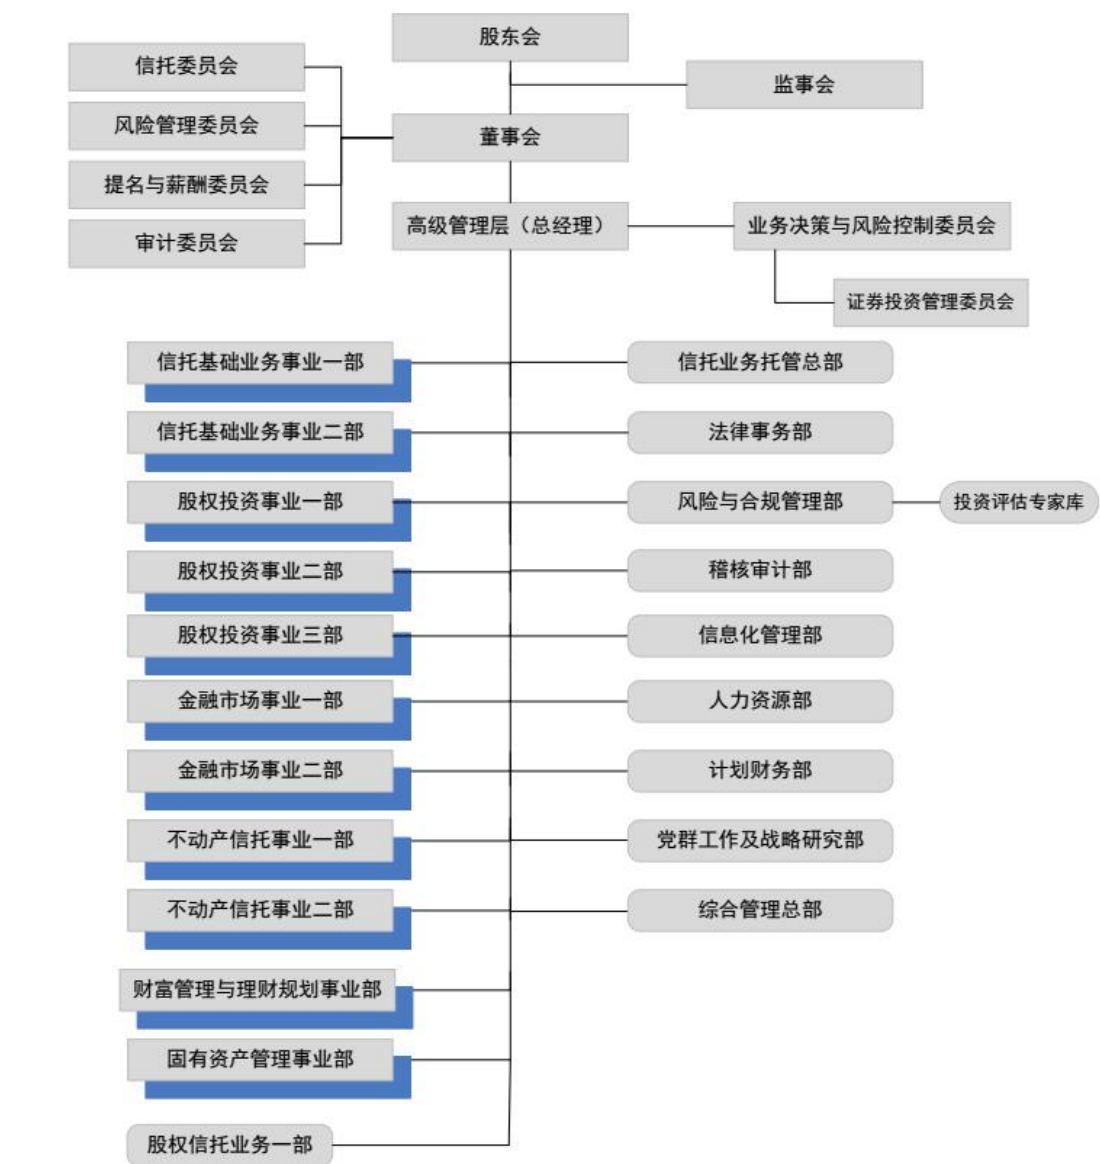 股东会
信托委员会
监事会
风险管理委员会
董事会
提名与薪酬委员会
高级管理层（总经理）
业务决策与风险控制委员会
审计委员会
证券投资管理委员会
信托基础业务事业一部
信托业务托管总部
信托基础业务事业二部
法律事务部
股权投资事业一部
风险与合规管理部
投资评估专家库
股权投资事业二部
稽核审计部
股权投资事业三部
信息化管理部
金融市场事业一部
人力资源部
金融市场事业二部
计划财务部
不动产信托事业一部
党群工作及战略研究部
不动产信托事业二部
综合管理总部
财富管理与理财规划事业部
固有资产管理事业部
股权信托业务一部